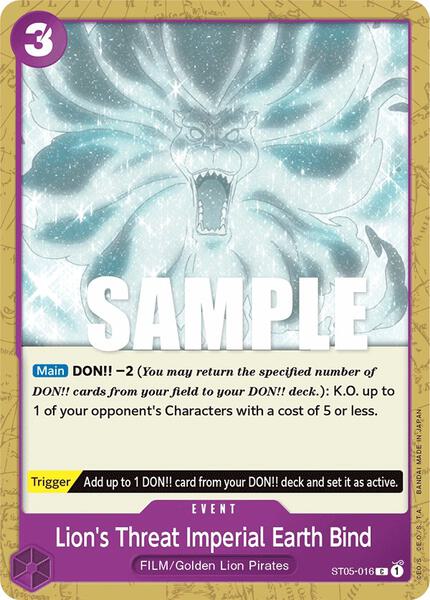 3
SAMPLE
Main DON!! −2 (You may return the specified number of
DON!! cards from your field to your DON!! deck.): K.O. up to
1 of your opponent's Characters with a cost of 5 or less.
Trigger Add up to 1 DON!! card from your DON!! deck and set it as active.
EVENT
Lion's Threat Imperial Earth Bind
FILM/Golden Lion Pirates
ST05-016 C 1
©E.O/S. ©E.O/S., T.A. BANDAI MADE IN JAPAN